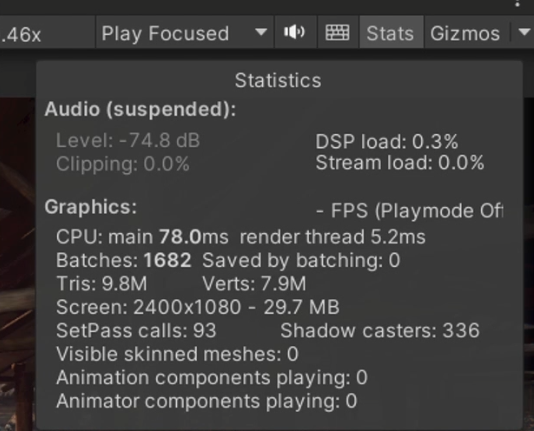 .46x Play Focused Stats Gizmos
Statistics
Audio (suspended):
Level: -74.8 dB DSP load: 0.3%
Clipping: 0.0% Stream load: 0.0%
Graphics: - FPS (Playmode Off
CPU: main 78.0ms render thread 5.2ms
Batches: 1682 Saved by batching: 0
Tris: 9.8M Verts: 7.9M
Screen: 2400x1080 - 29.7 MB
SetPass calls: 93 Shadow casters: 336
Visible skinned meshes: 0
Animation components playing: 0
Animator components playing: 0